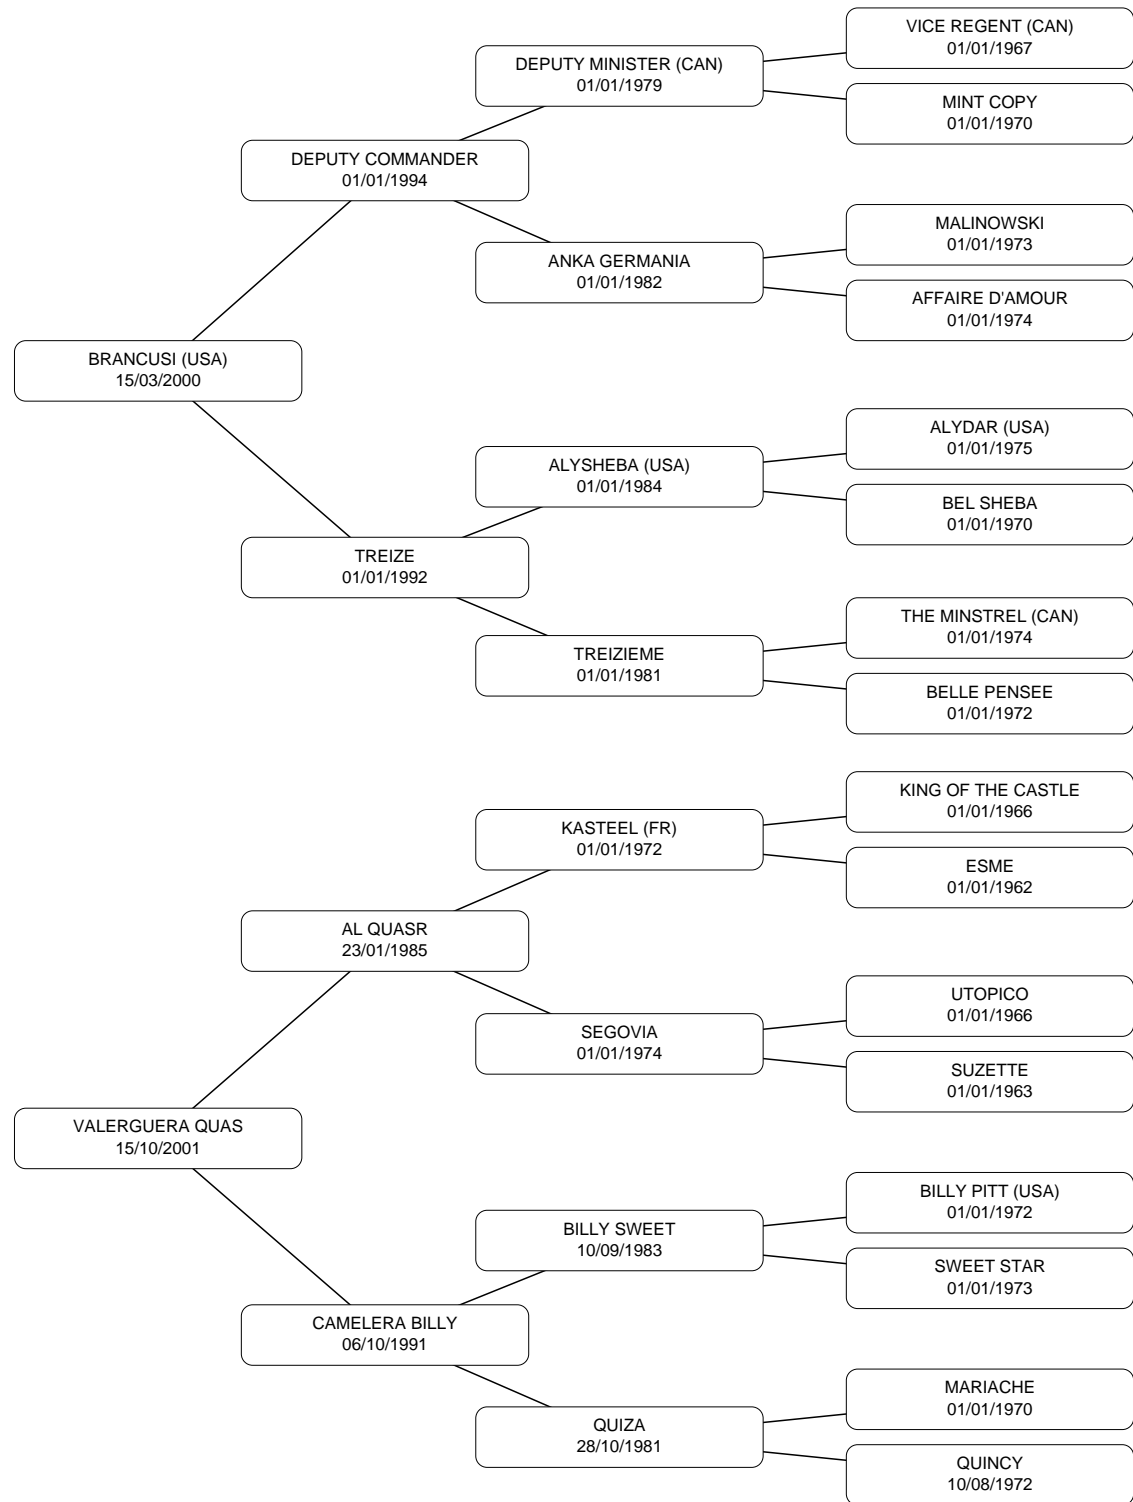 VICE REGENT (CAN)
01/01/1967
DEPUTY MINISTER (CAN)
01/01/1979
MINT COPY
01/01/1970
DEPUTY COMMANDER
01/01/1994
MALINOWSKI
01/01/1973
ANKA GERMANIA
01/01/1982
AFFAIRE D'AMOUR
01/01/1974
BRANCUSI (USA)
15/03/2000
ALYDAR (USA)
01/01/1975
ALYSHEBA (USA)
01/01/1984
BEL SHEBA
01/01/1970
TREIZE
01/01/1992
THE MINSTREL (CAN)
01/01/1974
TREIZIEME
01/01/1981
BELLE PENSEE
01/01/1972
KING OF THE CASTLE
01/01/1966
KASTEEL (FR)
01/01/1972
ESME
01/01/1962
AL QUASR
23/01/1985
UTOPICO
01/01/1966
SEGOVIA
01/01/1974
SUZETTE
01/01/1963
VALERGUERA QUAS
15/10/2001
BILLY PITT (USA)
01/01/1972
BILLY SWEET
10/09/1983
SWEET STAR
01/01/1973
CAMELERA BILLY
06/10/1991
MARIACHE
01/01/1970
QUIZA
28/10/1981
QUINCY
10/08/1972